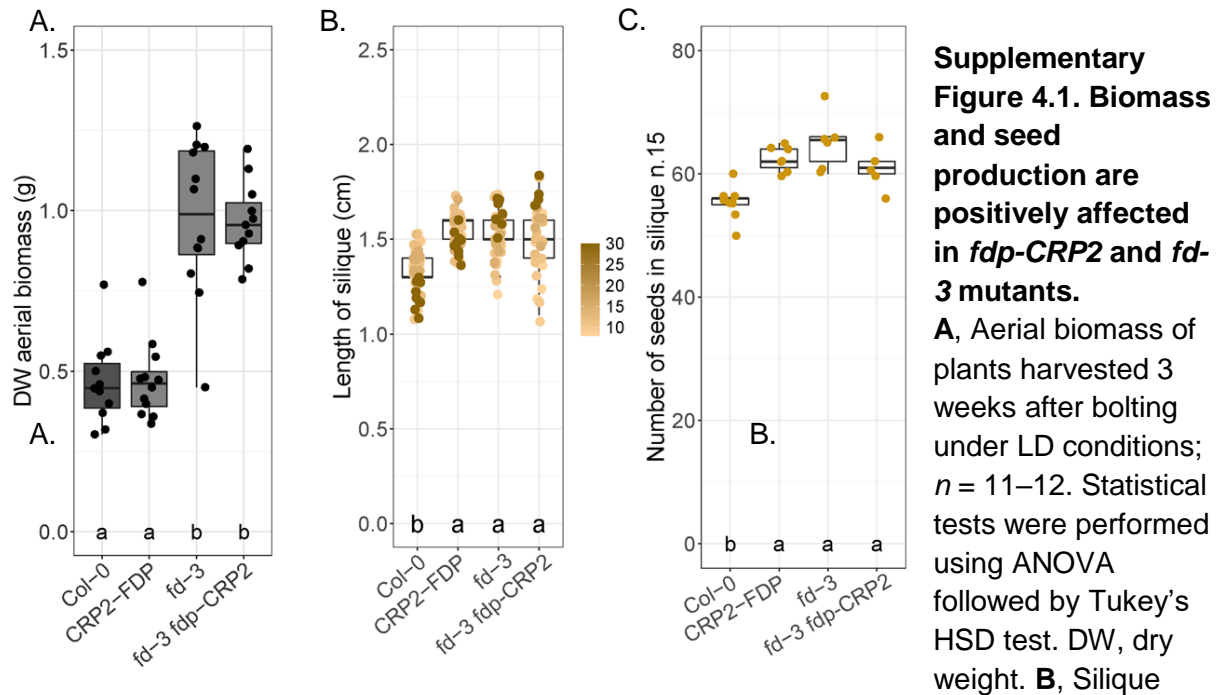 A.
1.5
1.0
0.5
0.0
DW aerial biomass (g)
A.
a
a
b
b
Col−0
CRP2−FDP
fd−3
fd−3 fdp−CRP2
B.
2.5
2.0
1.5
1.0
0.5
0.0
Length of silique (cm)
b
a
a
a
Col−0
CRP2−FDP
fd−3
fd−3 fdp−CRP2
30
25
20
15
10
C.
80
60
40
20
0
Number of seeds in silique n.15
B.
b
a
a
a
Col−0
CRP2−FDP
fd−3
fd−3 fdp−CRP2
Supplementary
Figure 4.1. Biomass
and seed
production are
positively affected
in fdp-CRP2 and fd-
3 mutants.
A, Aerial biomass of
plants harvested 3
weeks after bolting
under LD conditions;
n = 11–12. Statistical
tests were performed
using ANOVA
followed by Tukey’s
HSD test. DW, dry
weight. B, Silique